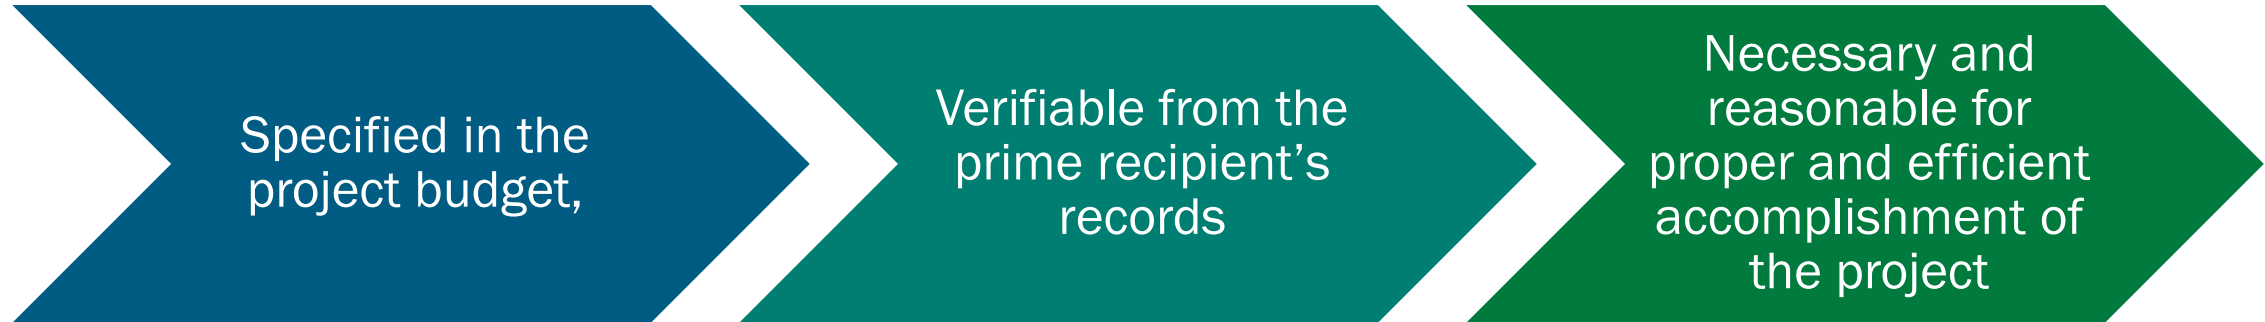 Specified in the
project budget,
Verifiable from the
prime recipient’s
records
Necessary and
reasonable for
proper and efficient
accomplishment of
the project